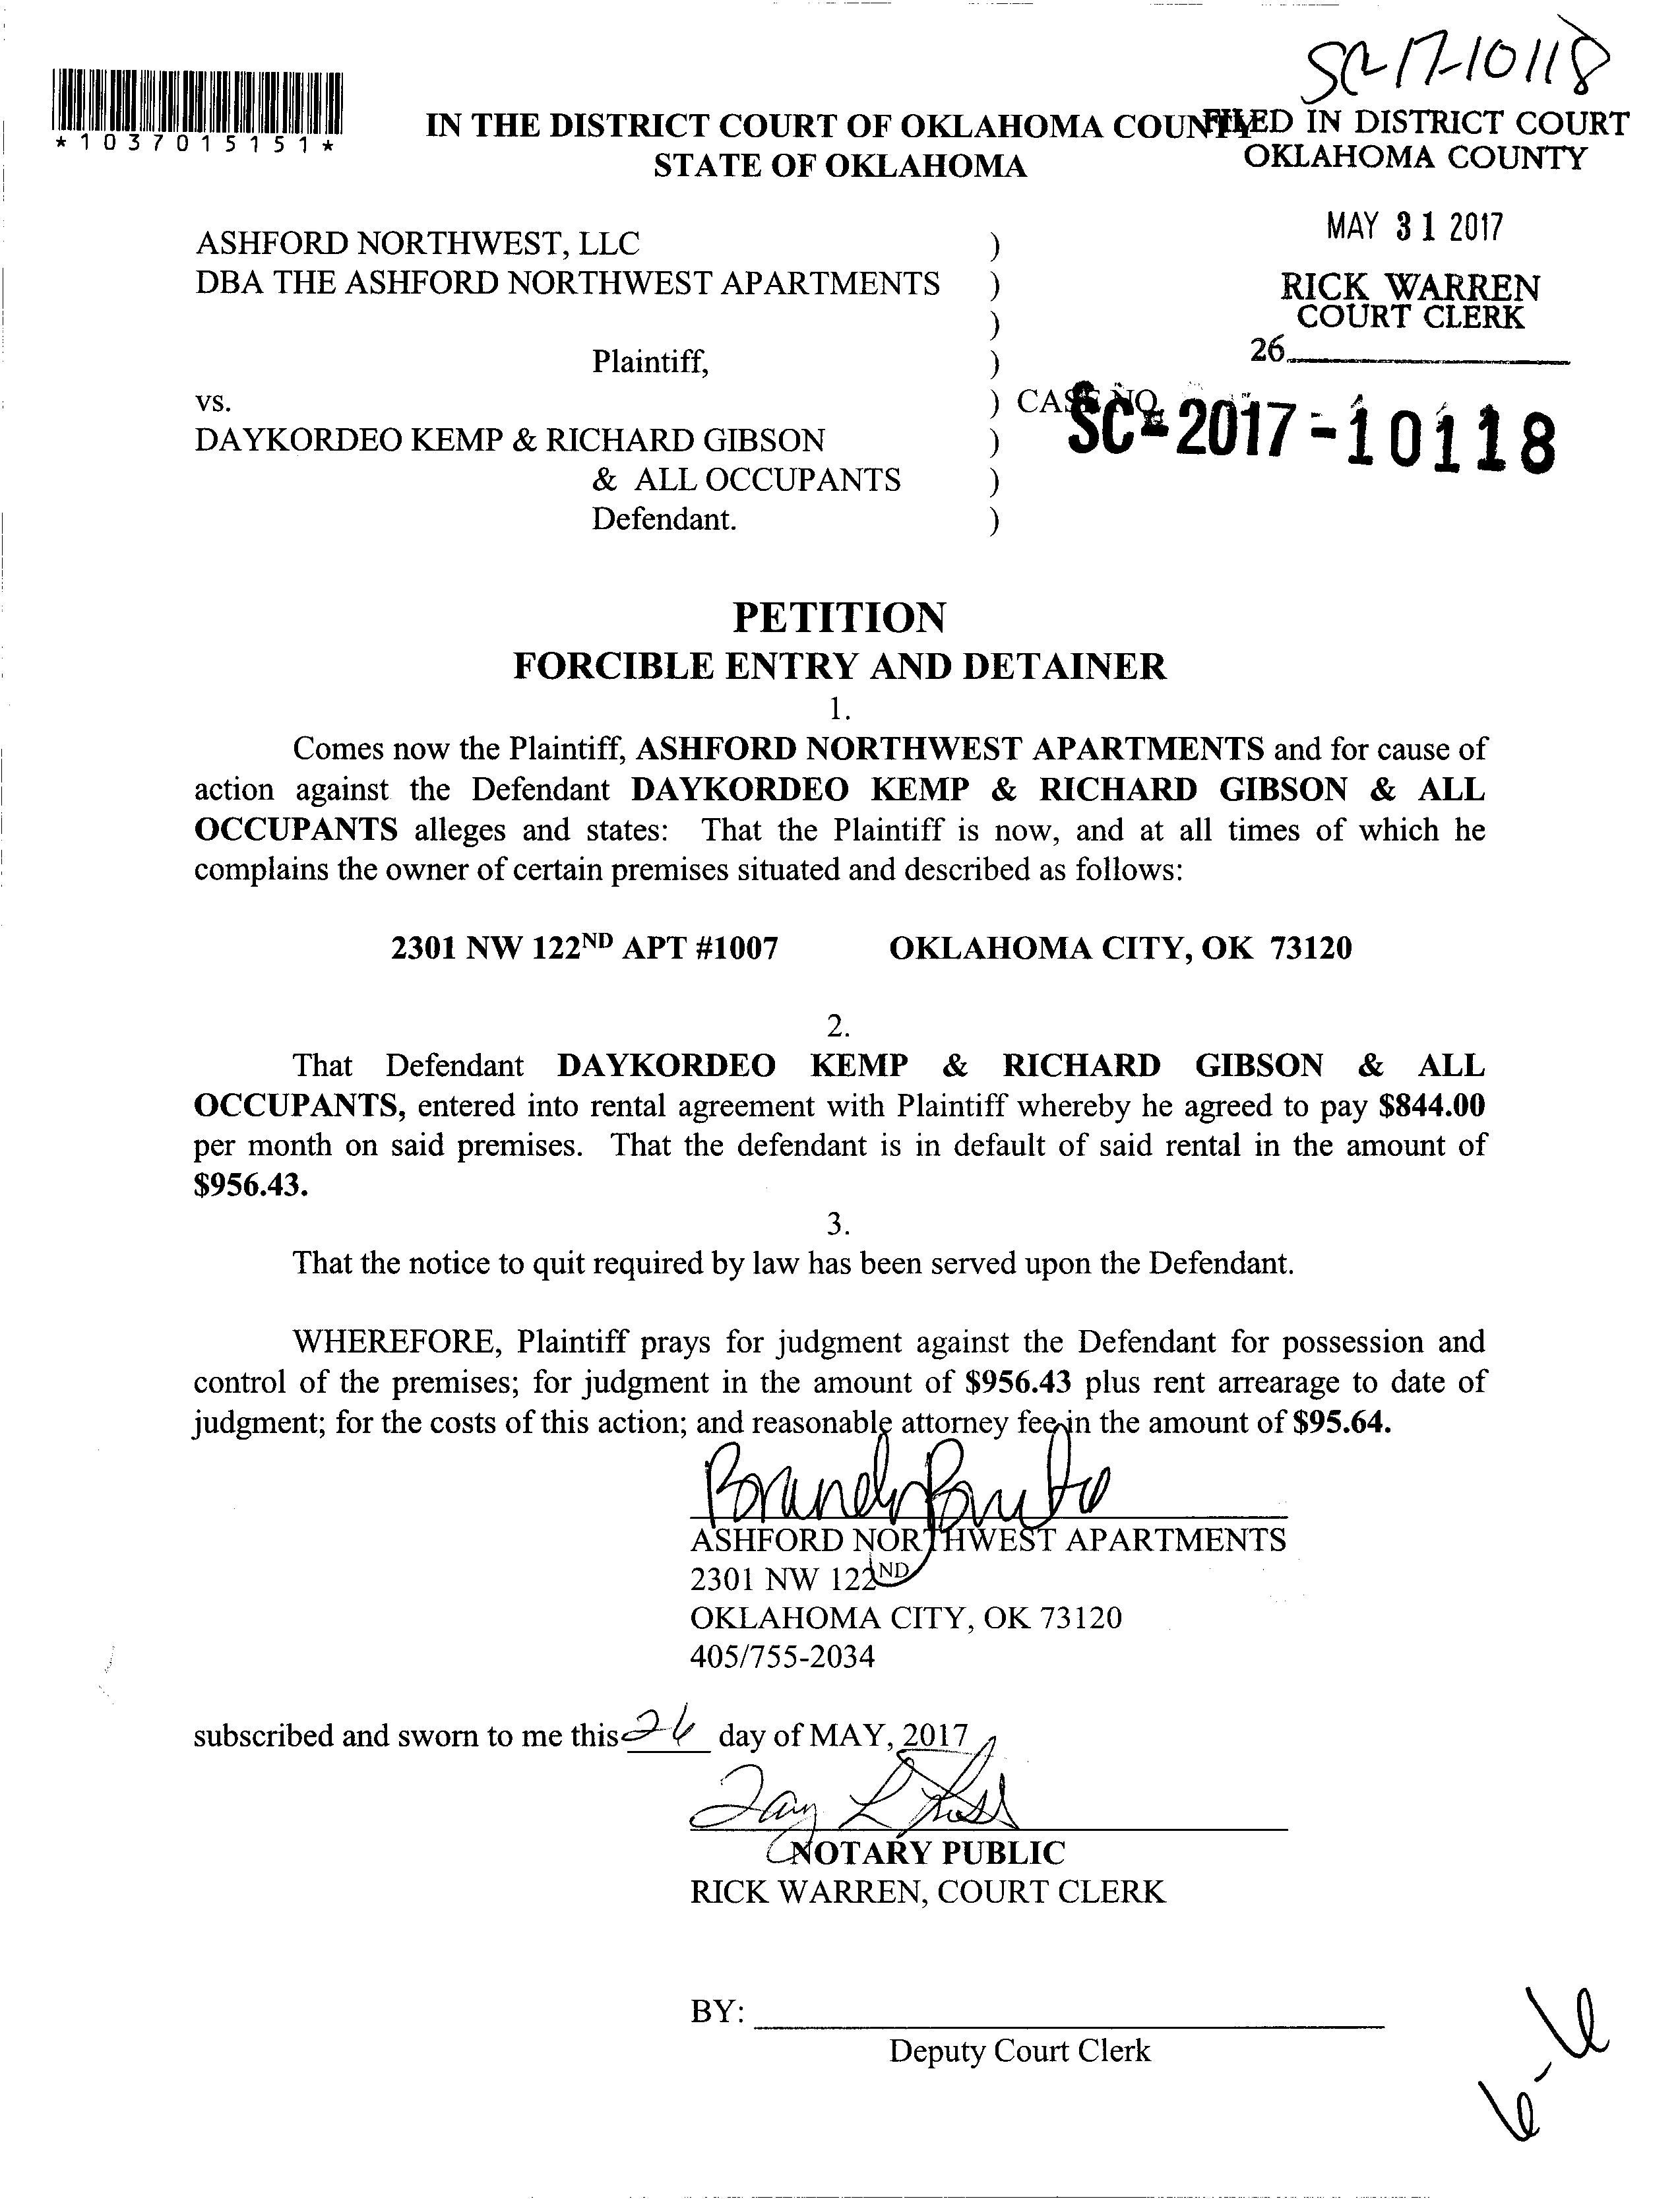 SC-17-10118
*1037015151*
IN THE DISTRICT COURT OF OKLAHOMA COUNTY
STATE OF OKLAHOMA
FILED IN DISTRICT COURT
OKLAHOMA COUNTY
MAY 31 2017
RICK WARREN
COURT CLERK
26
ASHFORD NORTHWEST, LLC )
DBA THE ASHFORD NORTHWEST APARTMENTS )
)
Plaintiff, )
vs. ) CASE NO.
SC-2017-10118
DAYKORDEO KEMP & RICHARD GIBSON )
& ALL OCCUPANTS )
Defendant. )
PETITION
FORCIBLE ENTRY AND DETAINER
1.
Comes now the Plaintiff, ASHFORD NORTHWEST APARTMENTS and for cause of
action against the Defendant DAYKORDEO KEMP & RICHARD GIBSON & ALL
OCCUPANTS alleges and states: That the Plaintiff is now, and at all times of which he
complains the owner of certain premises situated and described as follows:
2301 NW 122ND APT #1007 OKLAHOMA CITY, OK 73120
2.
That Defendant DAYKORDEO KEMP & RICHARD GIBSON & ALL
OCCUPANTS, entered into rental agreement with Plaintiff whereby he agreed to pay $844.00
per month on said premises. That the defendant is in default of said rental in the amount of
$956.43.
3.
That the notice to quit required by law has been served upon the Defendant.
WHEREFORE, Plaintiff prays for judgment against the Defendant for possession and
control of the premises; for judgment in the amount of $956.43 plus rent arrearage to date of
judgment; for the costs of this action; and reasonable attorney fee in the amount of $95.64.
ASHFORD NORTHWEST APARTMENTS
2301 NW 122ND
OKLAHOMA CITY, OK 73120
405/755-2034
subscribed and sworn to me this 26 day of MAY, 2017
NOTARY PUBLIC
RICK WARREN, COURT CLERK
BY:
Deputy Court Clerk
6-6